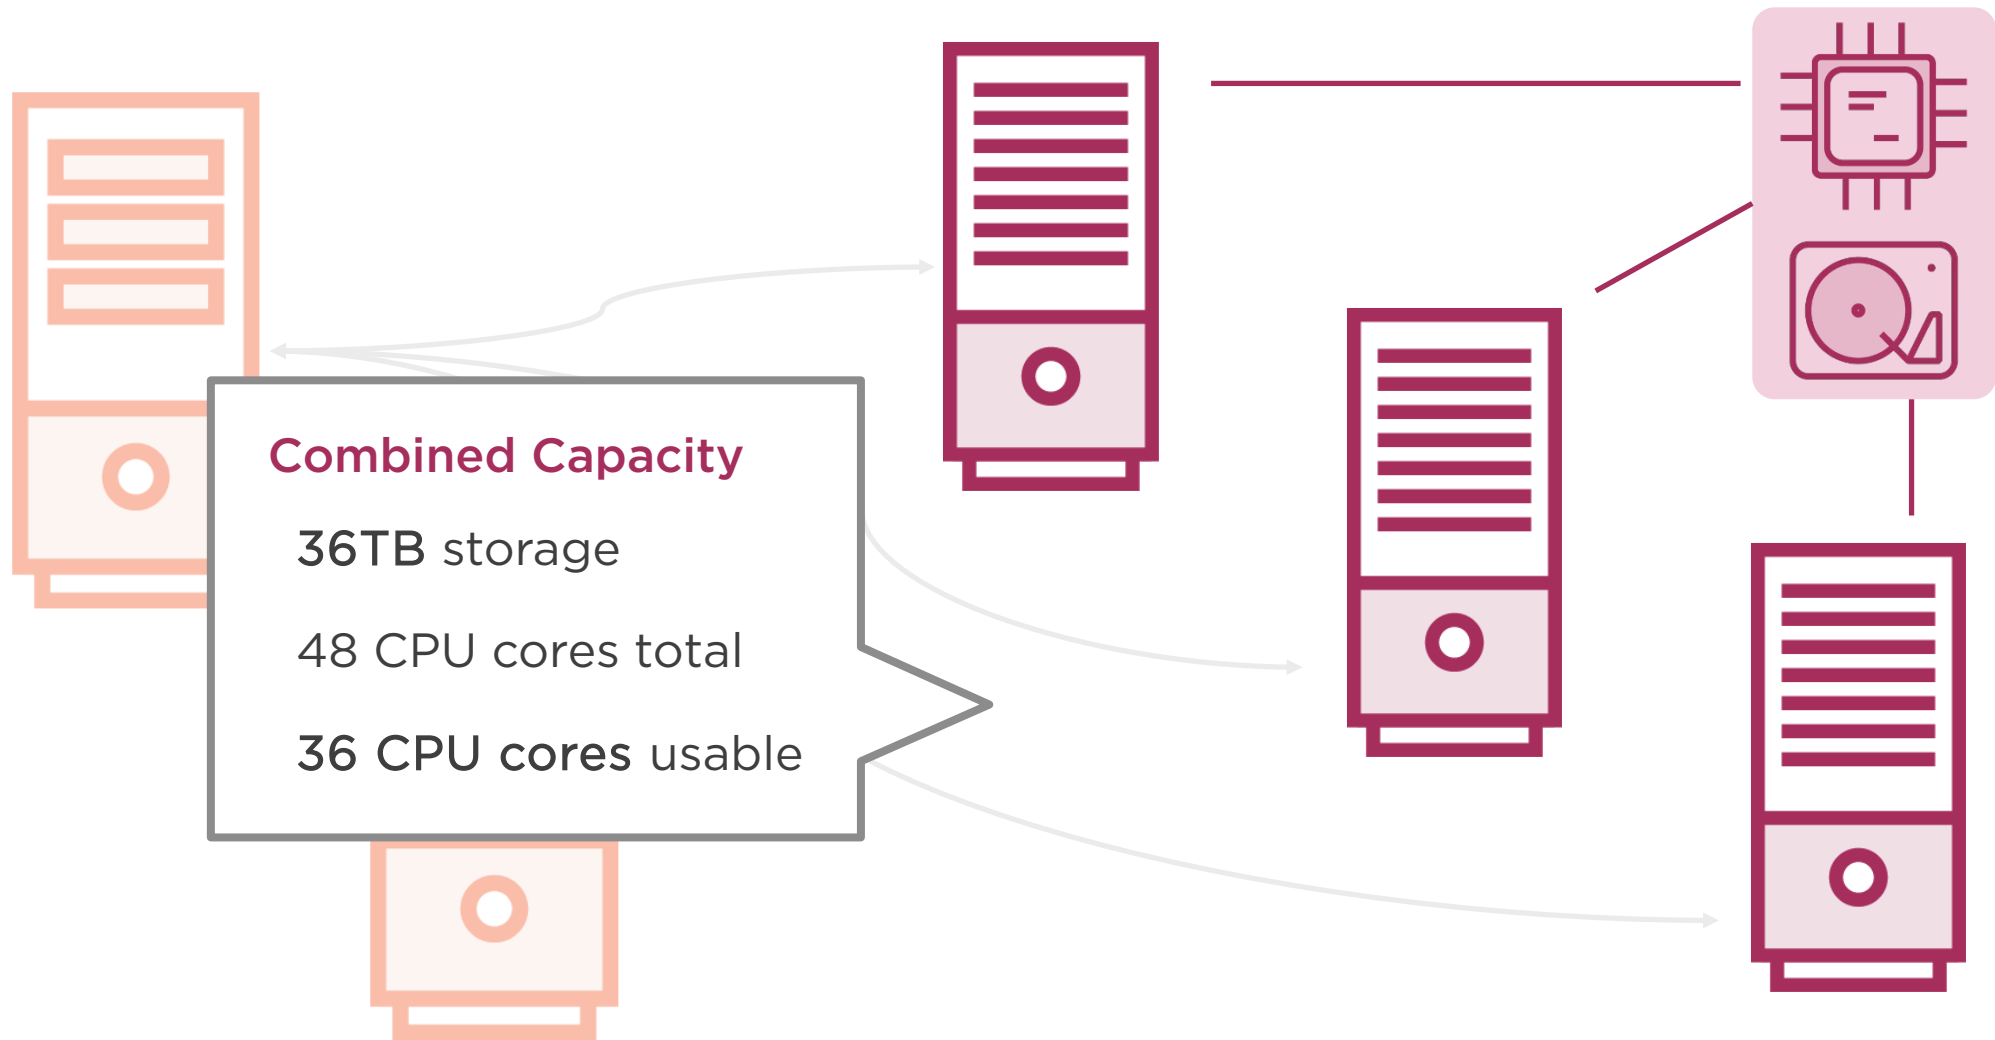 Combined Capacity
36TB storage
48 CPU cores total
36 CPU cores usable